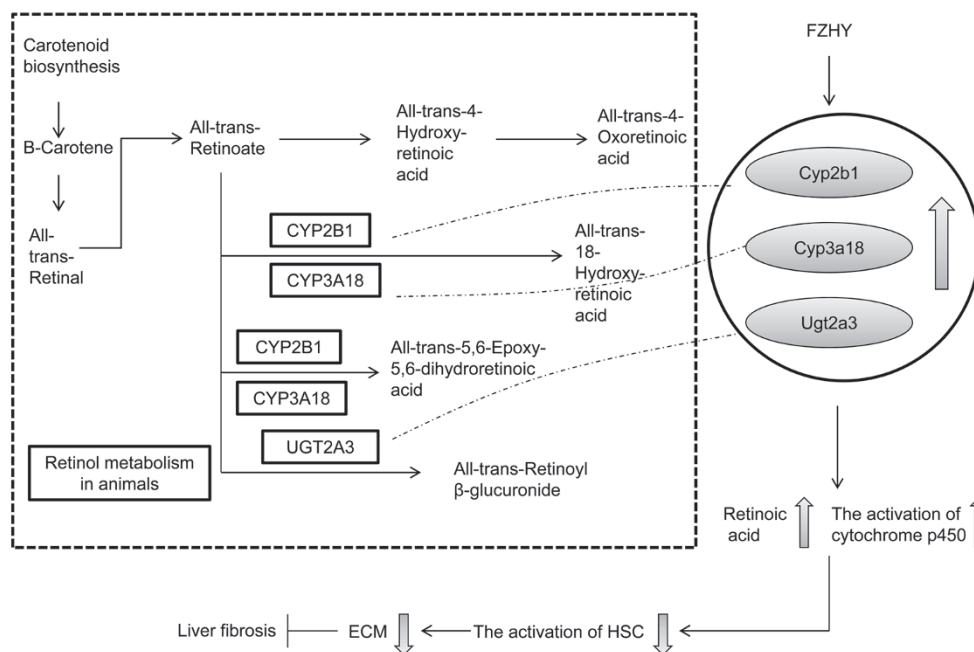 Carotenoid
biosynthesis
B-Carotene
All-
trans-
Retinal
All-trans-
Retinoate
All-trans-4-
Hydroxy-
retinoic
acid
All-trans-4-
Oxoretinoic
acid
CYP2B1
CYP3A18
All-trans-
18-
Hydroxy-
retinoic
acid
CYP2B1
CYP3A18
All-trans-5,6-Epoxy-
5,6-dihydroretinoic
acid
UGT2A3
All-trans-Retinoyl
β-glucuronide
Retinol metabolism
in animals
FZHY
Cyp2b1
Cyp3a18
Ugt2a3
Retinoic
acid
The activation of
cytochrome p450
The activation of HSC
ECM
Liver fibrosis